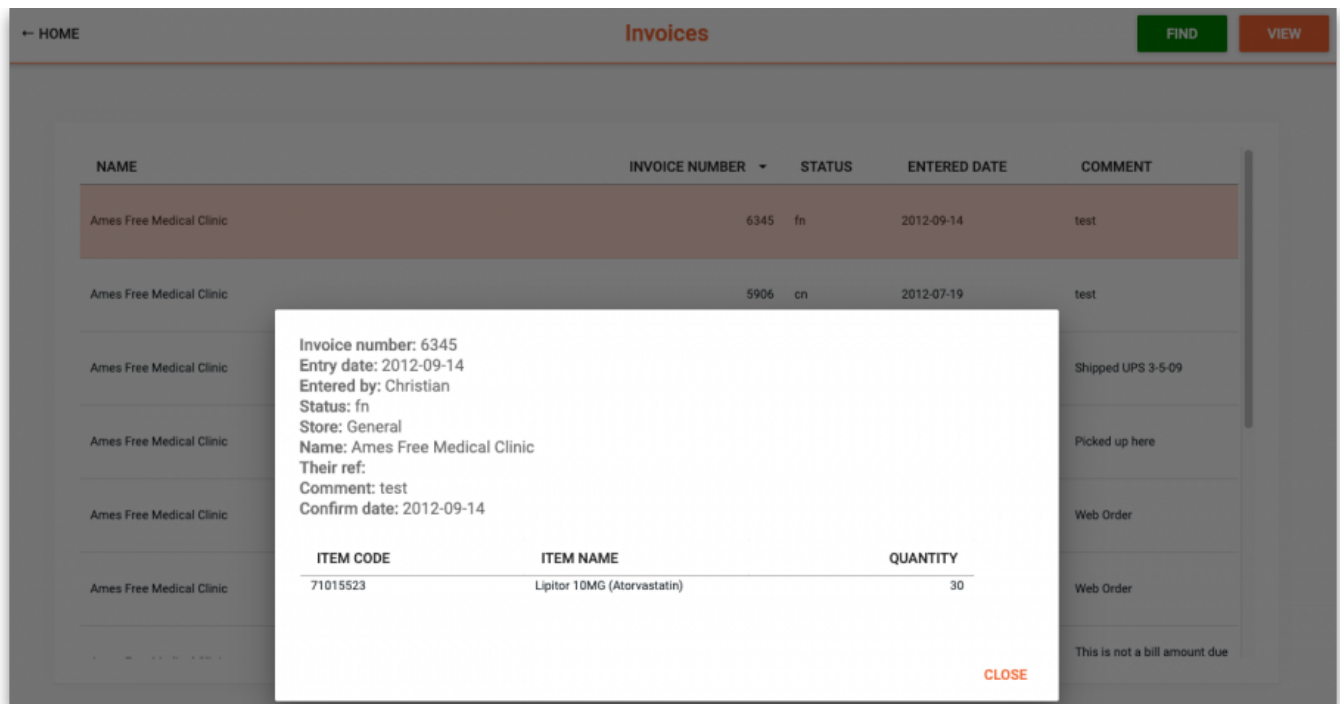 ← HOME Invoices FIND VIEW
NAME INVOICE NUMBER STATUS ENTERED DATE COMMENT
Ames Free Medical Clinic 6345 fn 2012-09-14 test
Ames Free Medical Clinic 5906 cn 2012-07-19 test
Ames Free Medical Clinic Shipped UPS 3-5-09
Ames Free Medical Clinic Picked up here
Ames Free Medical Clinic Web Order
Ames Free Medical Clinic Web Order
This is not a bill amount due
Invoice number: 6345
Entry date: 2012-09-14
Entered by: Christian
Status: fn
Store: General
Name: Ames Free Medical Clinic
Their ref:
Comment: test
Confirm date: 2012-09-14
ITEM CODE ITEM NAME QUANTITY
71015523 Lipitor 10MG (Atorvastatin) 30
CLOSE